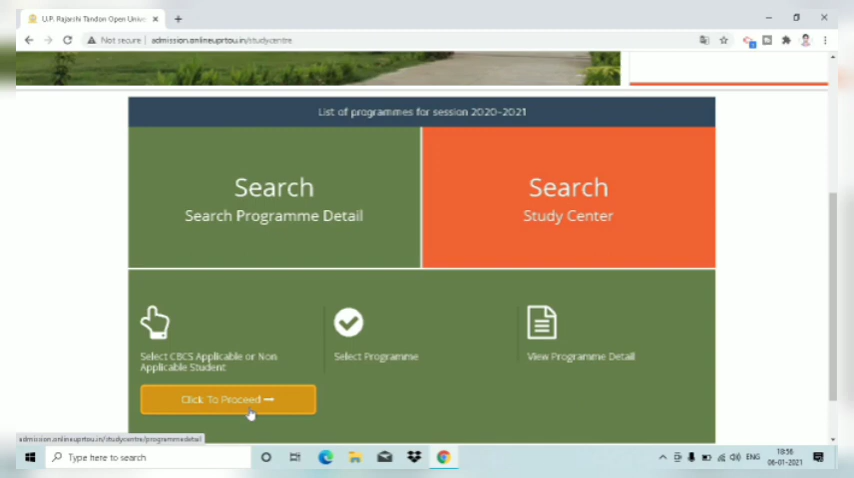 U.P. Rajarshi Tandon Open Unive
Not secure | admission.onlineuprtou.in/studycentre
List of programmes for session 2020-2021
Search
Search Programme Detail
Search
Study Center
Select CBCS Applicable or Non
Applicable Student
Select Programme
View Programme Detail
Click To Proceed
admission.onlineuprtou.in/studycentre/programmedetail
Type here to search
ENG
18:56
06-01-2021